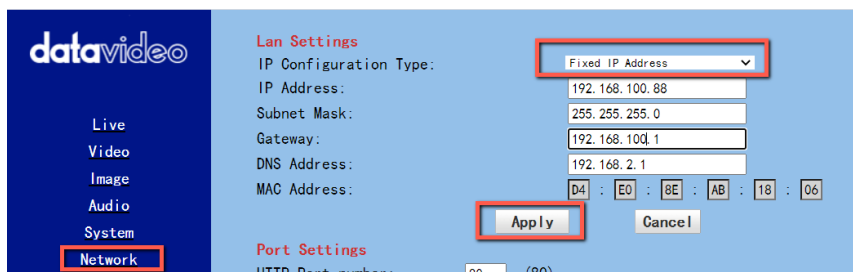 datavideo
Live
Video
Image
Audio
System
Network
Lan Settings
IP Configuration Type: Fixed IP Address
IP Address: 192.168.100.88
Subnet Mask: 255.255.255.0
Gateway: 192.168.100.1
DNS Address: 192.168.2.1
MAC Address: D4 : E0 : 8E : AB : 18 : 06
Apply Cancel
Port Settings